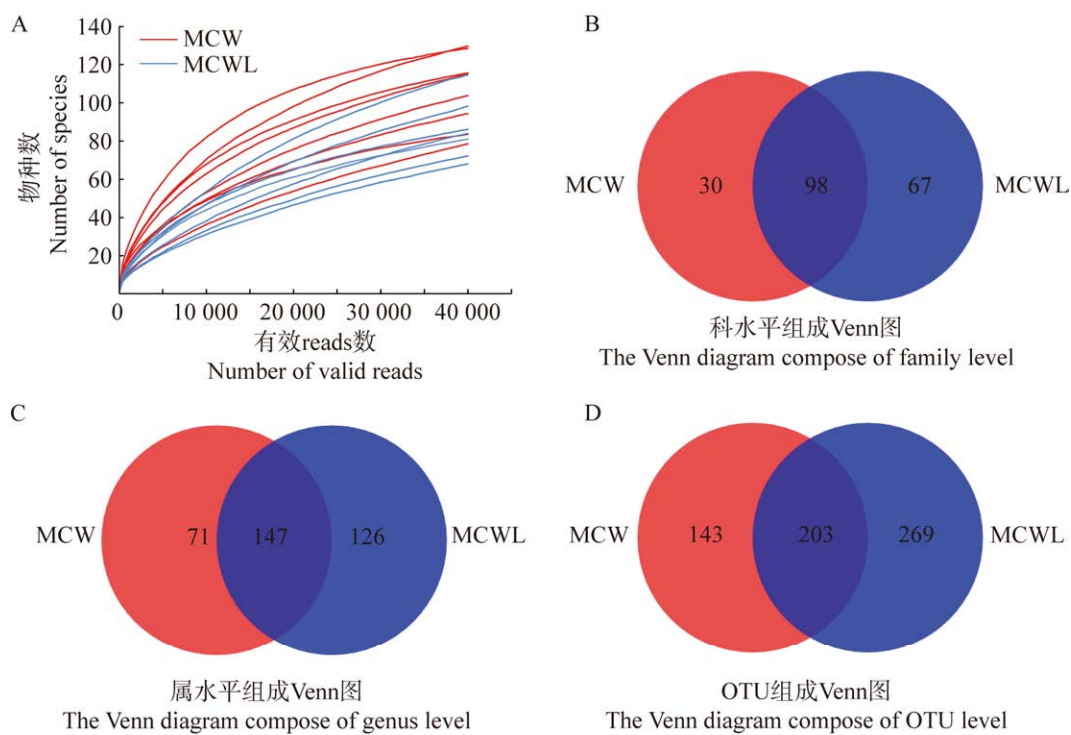 A
140
120
100
80
60
40
20
物种数
Number of species
MCW
MCWL
0 10 000 20 000 30 000 40 000
有效reads数
Number of valid reads
B
MCW 30 98 67 MCWL
科水平组成Venn图
The Venn diagram compose of family level
C
MCW 71 147 126 MCWL
属水平组成Venn图
The Venn diagram compose of genus level
D
MCW 143 203 269 MCWL
OTU组成Venn图
The Venn diagram compose of OTU level